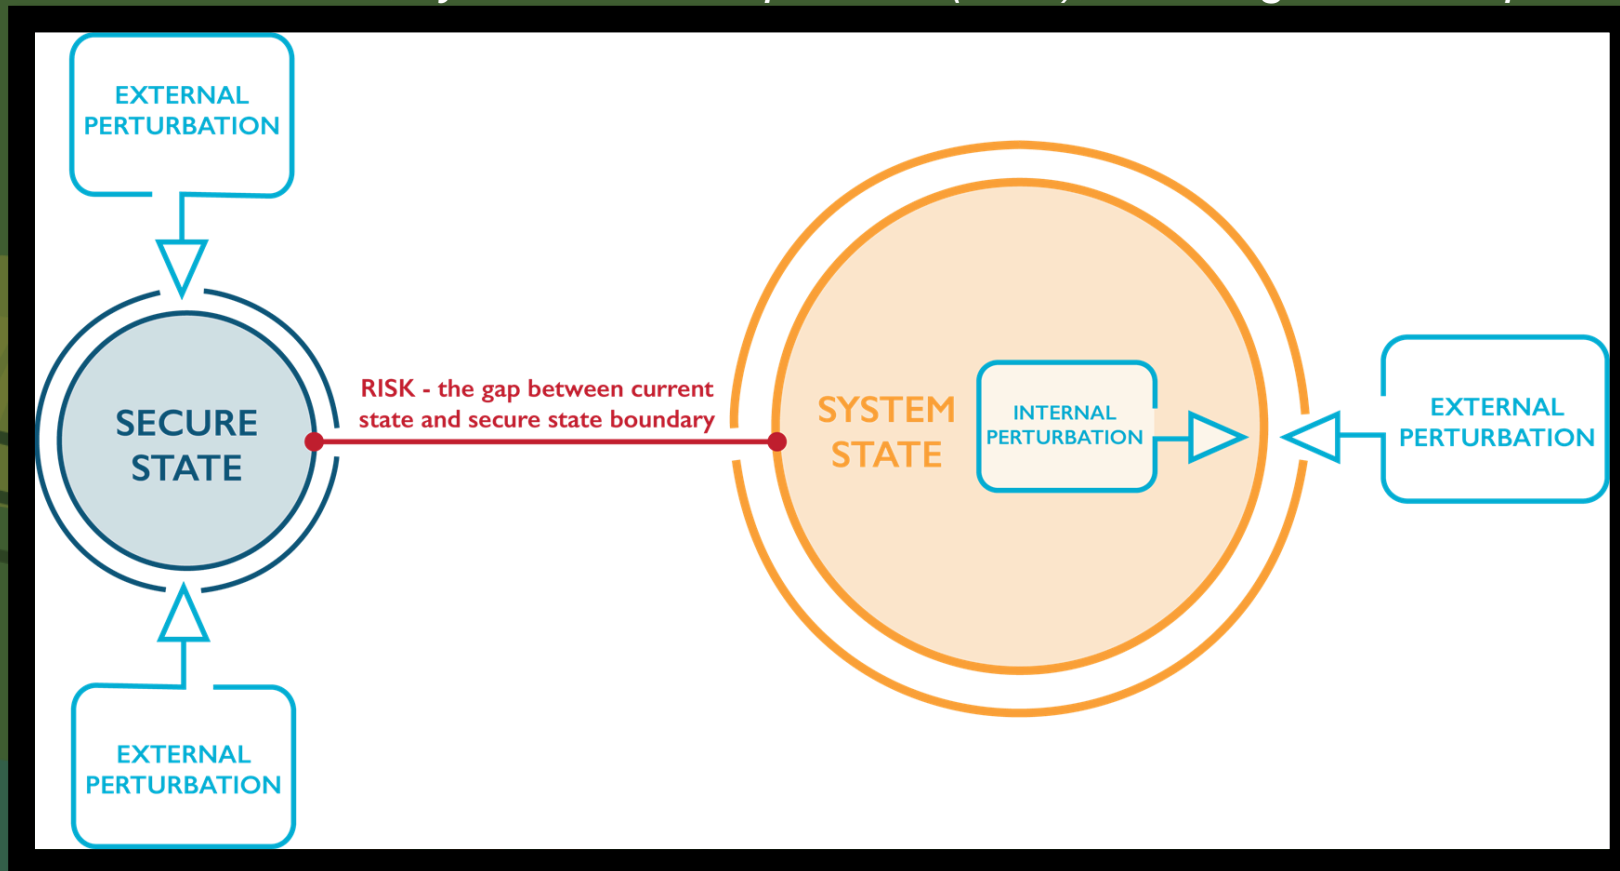 EXTERNAL
PERTURBATION
SECURE
STATE
EXTERNAL
PERTURBATION
RISK - the gap between current
state and secure state boundary
SYSTEM
STATE
INTERNAL
PERTURBATION
EXTERNAL
PERTURBATION